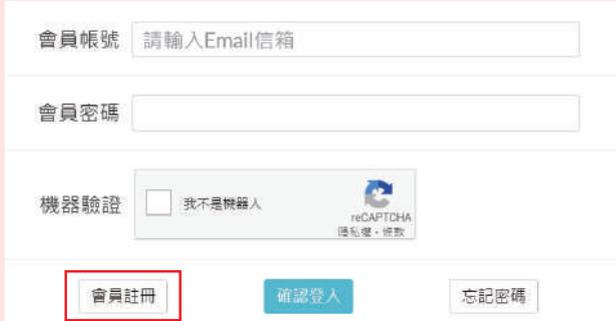 會員帳號 請輸入Email信箱
會員密碼
機器驗證 我不是機器人
reCAPTCHA
隱私權 - 條款
會員註冊 確認登入 忘記密碼